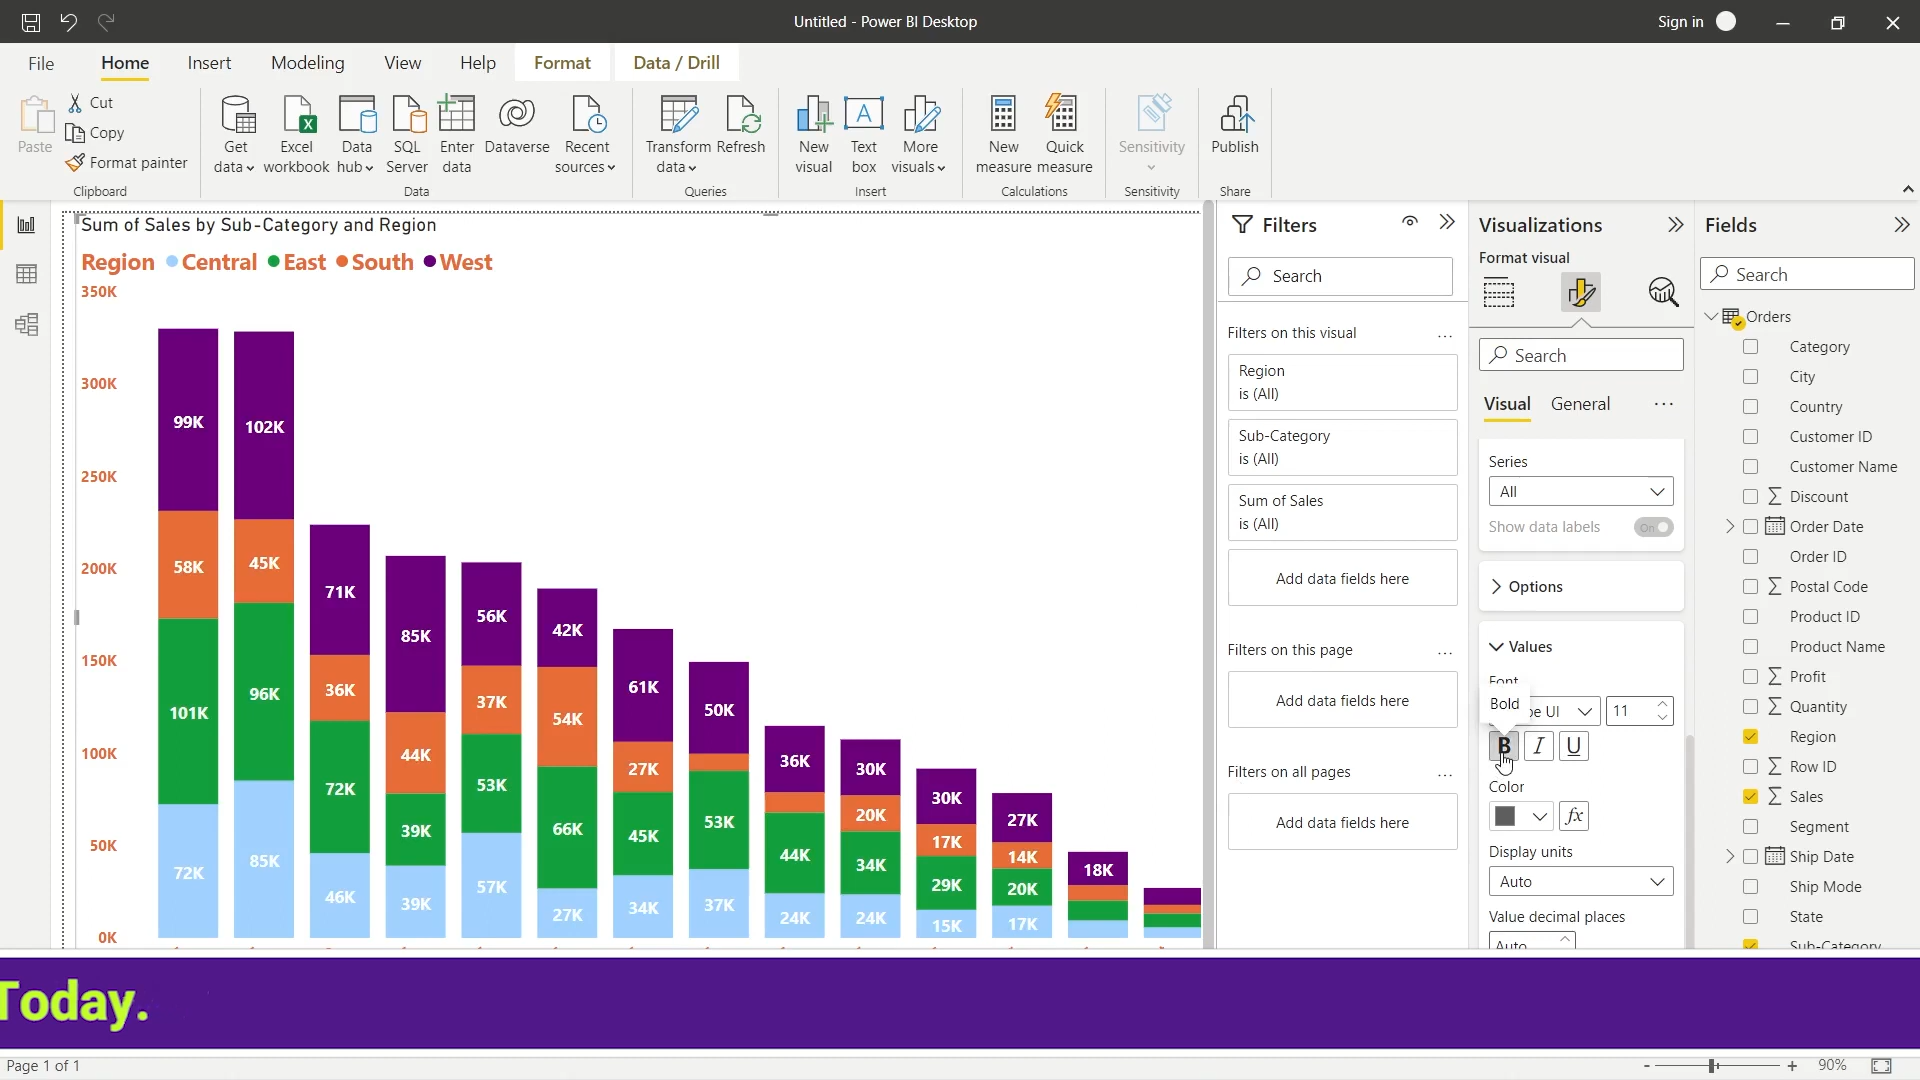 Untitled - Power BI Desktop
Sign in
File Home Insert Modeling View Help Format Data / Drill
Paste
Cut
Copy
Format painter
Clipboard
Get data
Excel workbook
Data hub
SQL Server
Enter data
Dataverse
Recent sources
Data
Transform data
Refresh
Queries
New visual
A
Text box
More visuals
Insert
New measure
Quick measure
Calculations
Sensitivity
Sensitivity
Publish
Share
Sum of Sales by Sub-Category and Region
Region Central East South West
350K
300K
250K
200K
150K
100K
50K
0K
99K
58K
101K
72K
102K
45K
96K
85K
71K
36K
72K
46K
85K
44K
39K
39K
56K
37K
53K
57K
42K
54K
66K
27K
61K
27K
45K
34K
50K
53K
37K
36K
44K
24K
30K
20K
34K
24K
30K
17K
29K
15K
27K
14K
20K
17K
18K
Filters
Search
Filters on this visual ...
Region
is (All)
Sub-Category
is (All)
Sum of Sales
is (All)
Add data fields here
Filters on this page ...
Add data fields here
Filters on all pages ...
Add data fields here
Visualizations
Format visual
Search
Visual General ...
Series
All
Show data labels On
Options
Values
Font
Bold
be UI 11
B I U
Color
fx
Display units
Auto
Value decimal places
Auto
Fields
Search
Orders
Category
City
Country
Customer ID
Customer Name
Discount
Order Date
Order ID
Postal Code
Product ID
Product Name
Profit
Quantity
Region
Row ID
Sales
Segment
Ship Date
Ship Mode
State
Sub-Category
Today.
Page 1 of 1
- + 90%